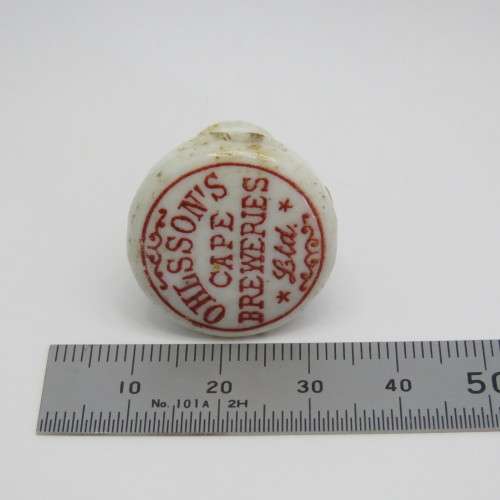 OHLSSON'S
CAPE
BREWERIES
* Ltd. *
10 20 30 40 50
No. 101A 2H